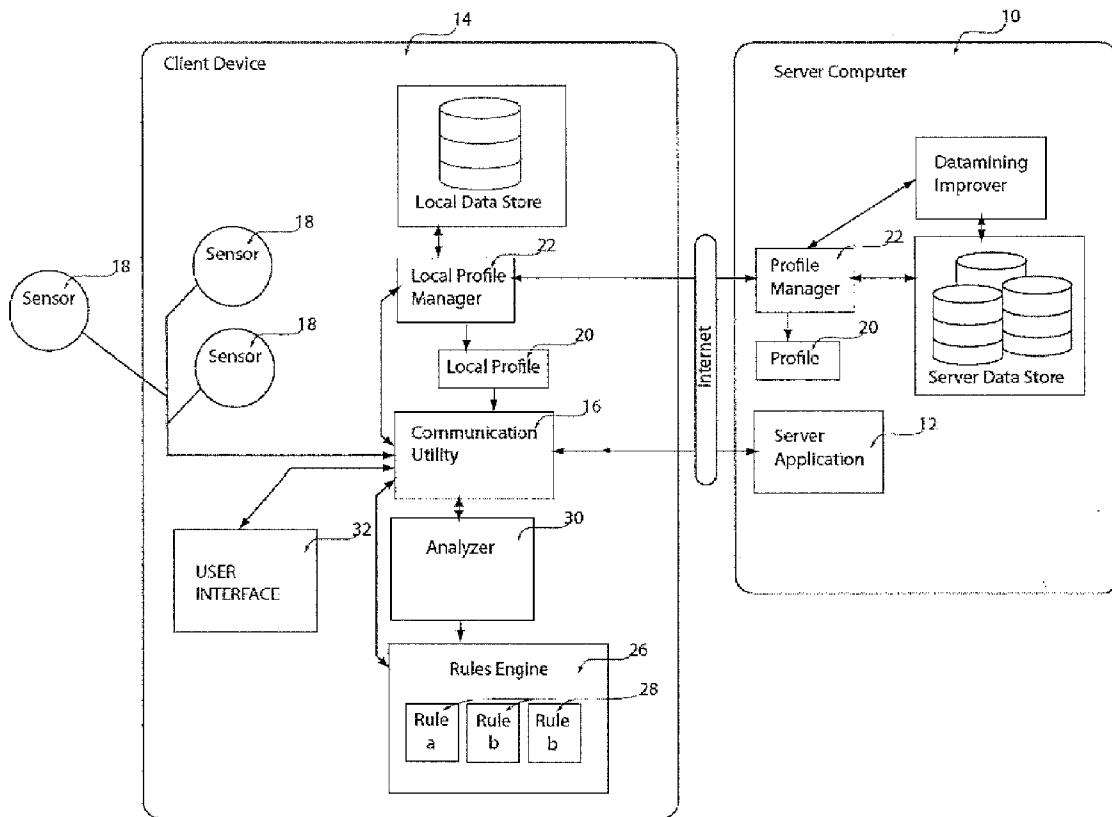 14
10
Client Device
Server Computer
Local Data Store
Datamining
Improver
18
Sensor
18
Sensor
18
Sensor
22
Local Profile
Manager
22
Profile
Manager
20
Local Profile
20
Profile
Server Data Store
Internet
16
Communication
Utility
12
Server
Application
32
USER
INTERFACE
30
Analyzer
26
Rules Engine
28
Rule
a
Rule
b
Rule
b